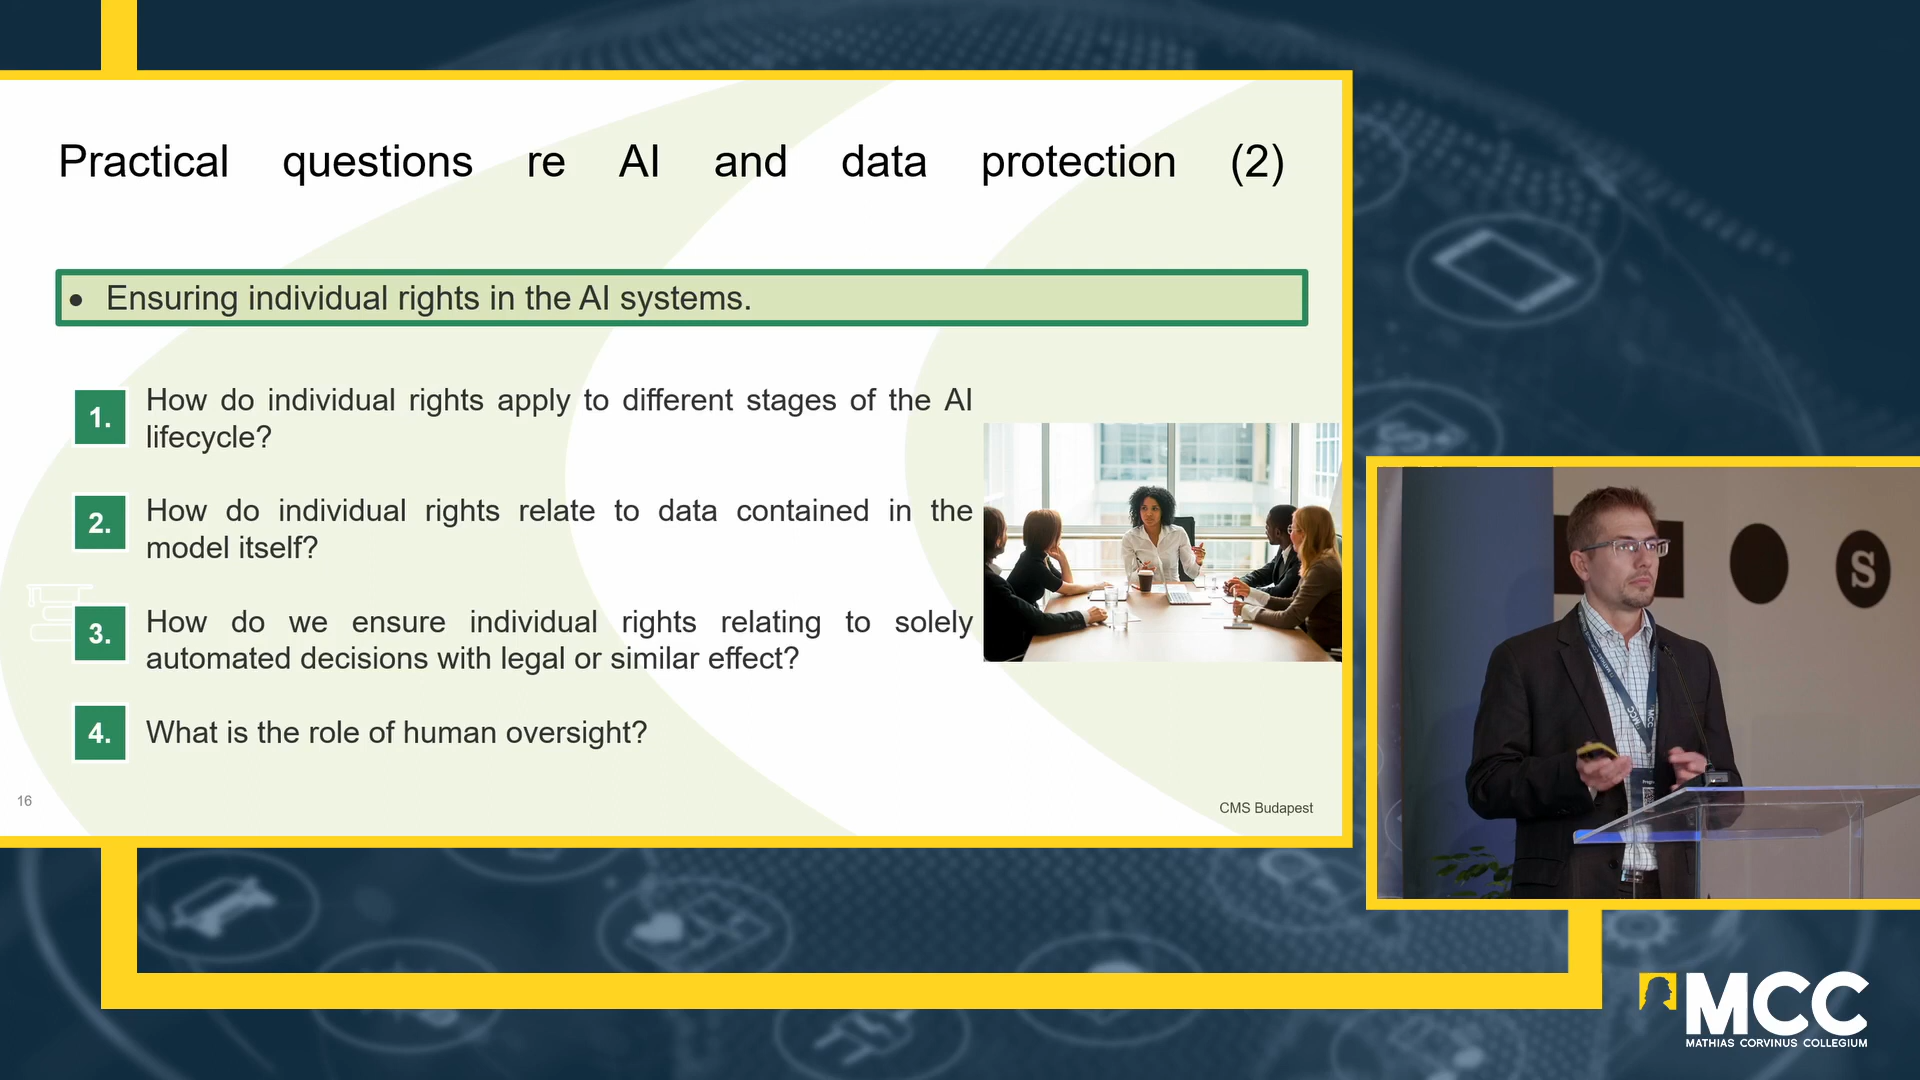 Practical questions re AI and data protection (2)
• Ensuring individual rights in the AI systems.
1.
How do individual rights apply to different stages of the AI
lifecycle?
2.
How do individual rights relate to data contained in the
model itself?
3.
How do we ensure individual rights relating to solely
automated decisions with legal or similar effect?
4.
What is the role of human oversight?
16
CMS Budapest
S
MCC
MCC
MCC
MATHIAS CORVINUS COLLEGIUM